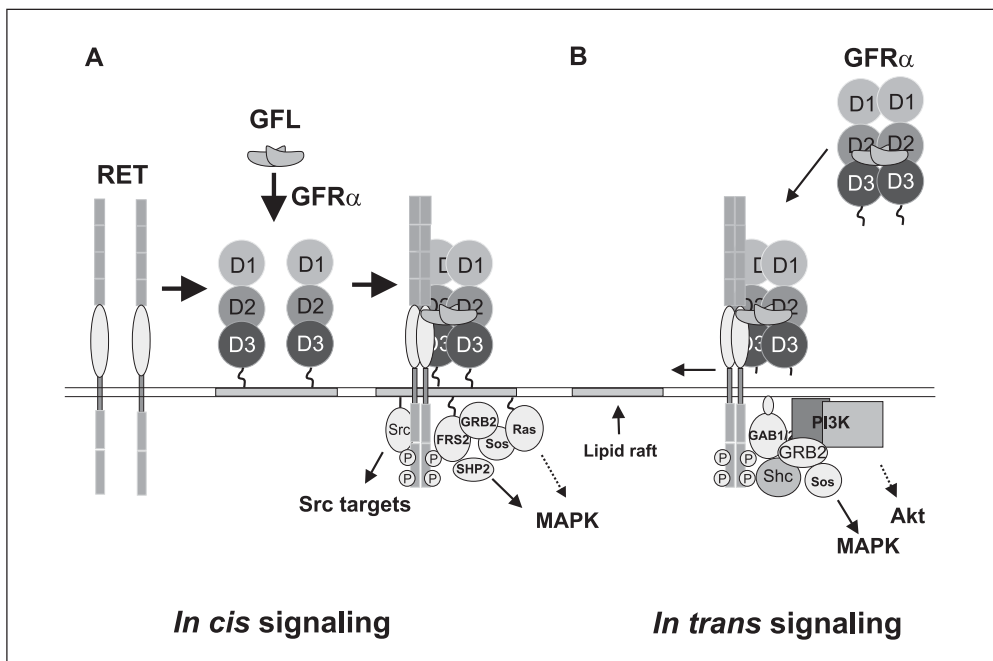 A
GFL
RET
GFRα
D1
D1
D2
D2
D3
D3
D1
D2
D3
D3
Src
FRS2
GRB2
Sos
Ras
SHP2
P
P
P
P
Src targets
MAPK
In cis signaling
B
GFRα
D1
D1
D2
D2
D3
D3
D1
D2
D3
D3
Lipid raft
GAB1/2
PI3K
GRB2
Shc
Sos
P
P
P
P
Akt
MAPK
In trans signaling